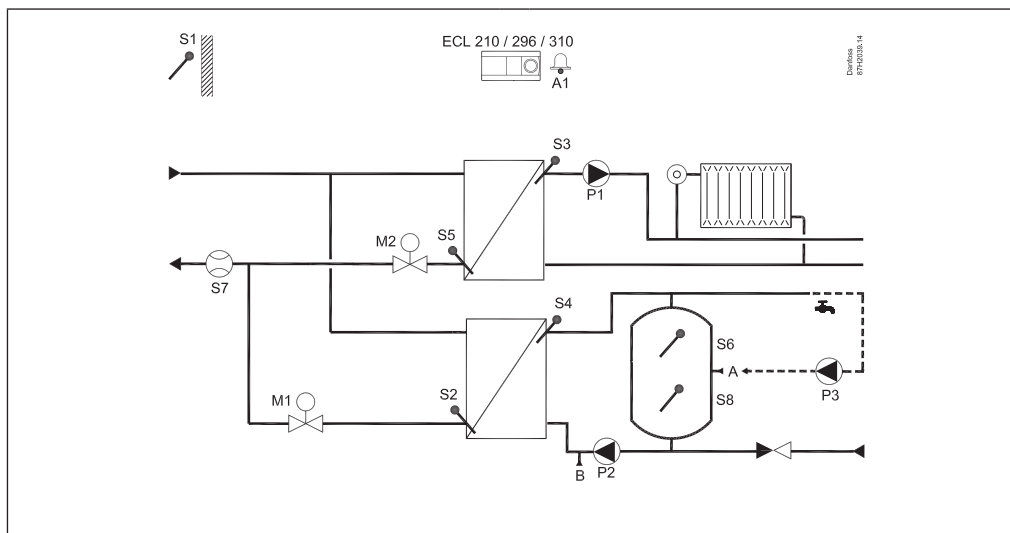 S1
ECL 210 / 296 / 310
A1
Danfoss
87H2039.14
S3
P1
M2
S5
S7
S4
S6
A
S8
P3
M1
S2
B
P2